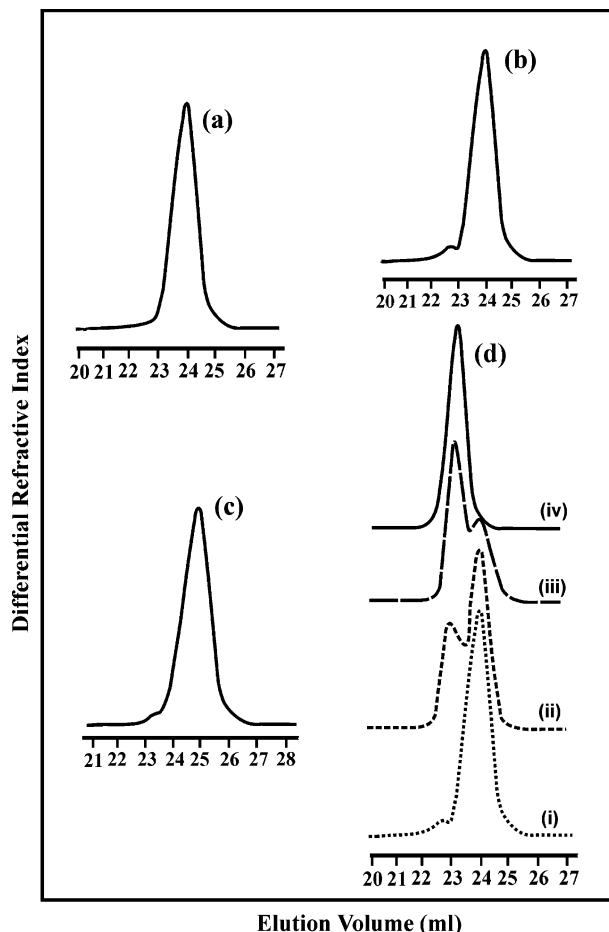 (a)
20 21 22 23 24 25 26 27
(b)
20 21 22 23 24 25 26 27
(c)
21 22 23 24 25 26 27 28
(d)
(iv)
(iii)
(ii)
(i)
20 21 22 23 24 25 26 27
Differential Refractive Index
Elution Volume (ml)